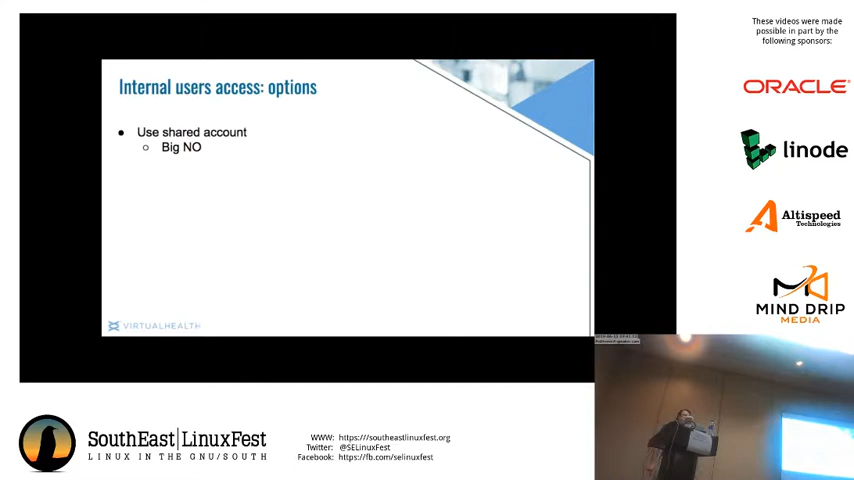 These videos were made
possible in part by the
following sponsors:
Internal users access: options
● Use shared account
○ Big NO
VIRTUALHEALTH
ORACLE
linode
Altispeed
Technologies
MIND DRIP
MEDIA
SouthEast|LinuxFest
LINUX IN THE GNU/SOUTH
WWW: https:///southeastlinuxfest.org
Twitter: @SELinuxFest
Facebook: https://fb.com/selinuxfest